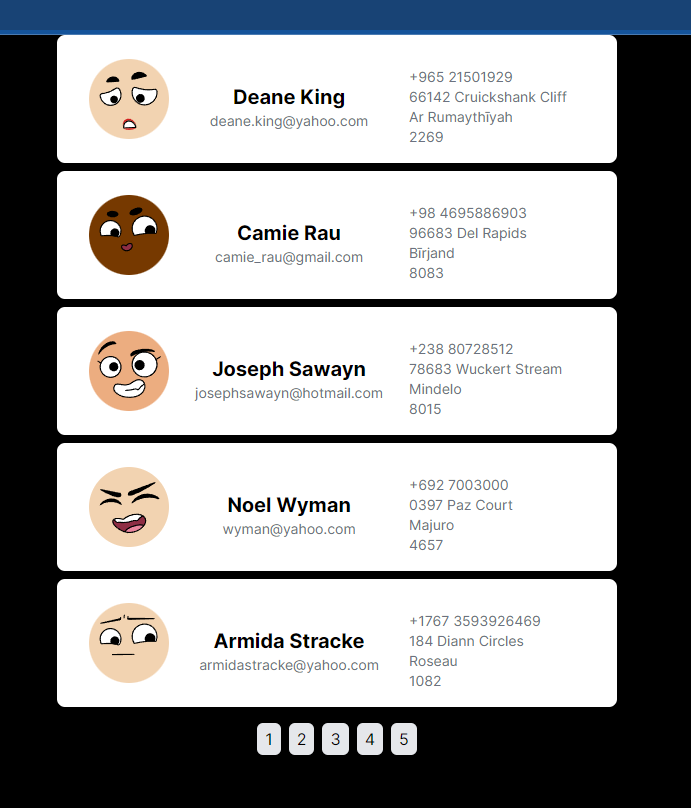 Deane King
deane.king@yahoo.com
+965 21501929
66142 Cruickshank Cliff
Ar Rumaythīyah
2269
Camie Rau
camie_rau@gmail.com
+98 4695886903
96683 Del Rapids
Bīrjand
8083
Joseph Sawayn
josephsawayn@hotmail.com
+238 80728512
78683 Wuckert Stream
Mindelo
8015
Noel Wyman
wyman@yahoo.com
+692 7003000
0397 Paz Court
Majuro
4657
Armida Stracke
armidastracke@yahoo.com
+1767 3593926469
184 Diann Circles
Roseau
1082
1 2 3 4 5